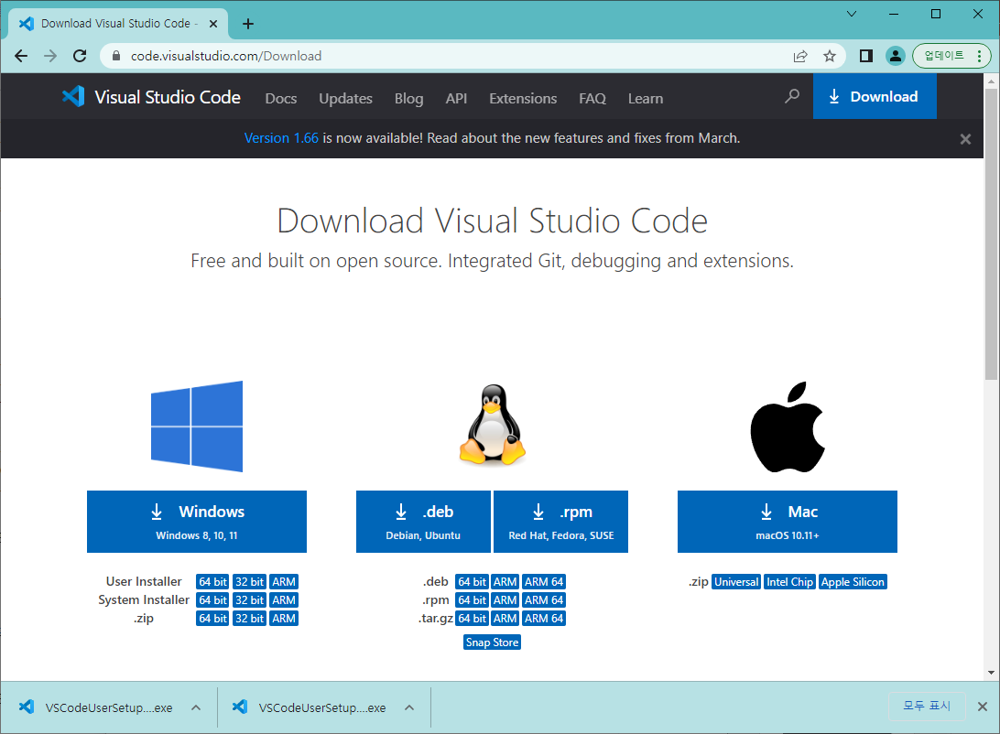 Download Visual Studio Code -
code.visualstudio.com/Download
업데이트
Visual Studio Code Docs Updates Blog API Extensions FAQ Learn Download
Version 1.66 is now available! Read about the new features and fixes from March.
Download Visual Studio Code
Free and built on open source. Integrated Git, debugging and extensions.
Windows
Windows 8, 10, 11
.deb
Debian, Ubuntu
.rpm
Red Hat, Fedora, SUSE
Mac
macOS 10.11+
User Installer 64 bit 32 bit ARM
System Installer 64 bit 32 bit ARM
.zip 64 bit 32 bit ARM
.deb 64 bit ARM ARM 64
.rpm 64 bit ARM ARM 64
.tar.gz 64 bit ARM ARM 64
Snap Store
.zip Universal Intel Chip Apple Silicon
VSCodeUserSetup....exe
VSCodeUserSetup....exe
모두 표시